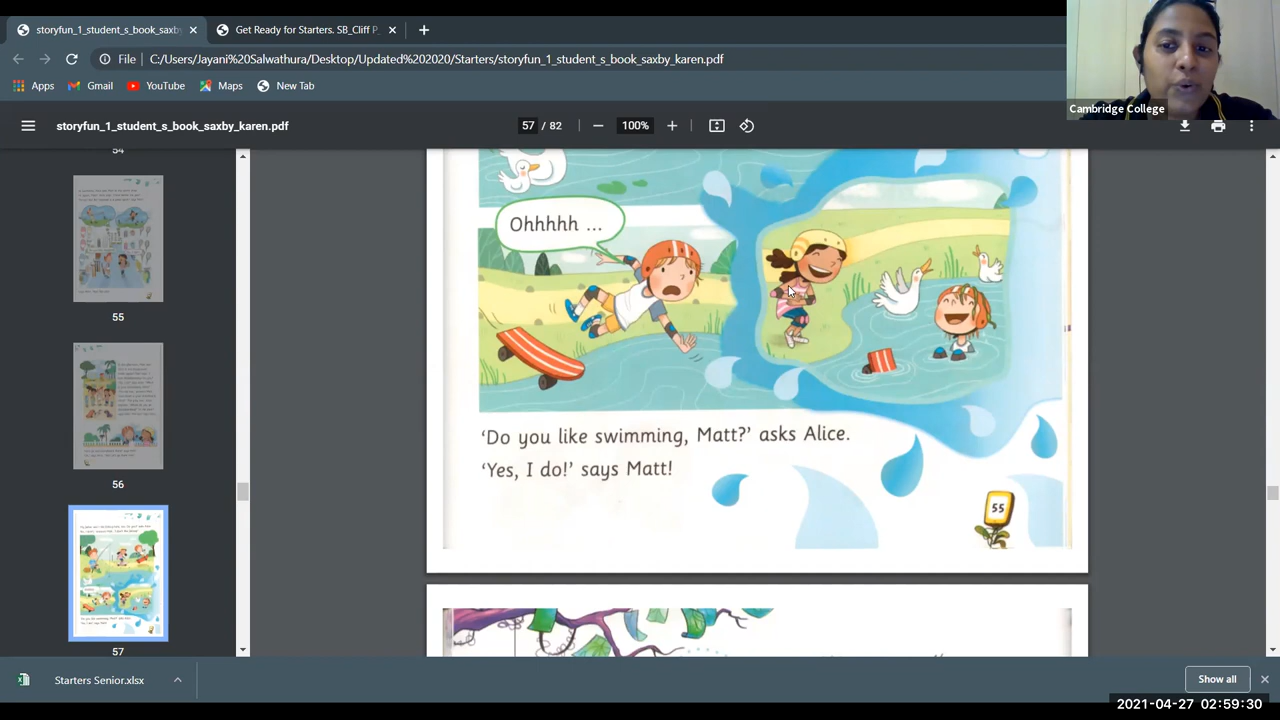 storyfun_1_student_s_book_saxb
Get Ready for Starters. SB_Cliff P
File
C:/Users/Jayani%20Salwathura/Desktop/Updated%202020/Starters/storyfun_1_student_s_book_saxby_karen.pdf
Apps
Gmail
YouTube
Maps
New Tab
Cambridge College
storyfun_1_student_s_book_saxby_karen.pdf
57 / 82
100%
54
55
56
57
Ohhhhh ...
'Do you like swimming, Matt?' asks Alice.
'Yes, I do!' says Matt!
55
Starters Senior.xlsx
Show all
2021-04-27 02:59:30